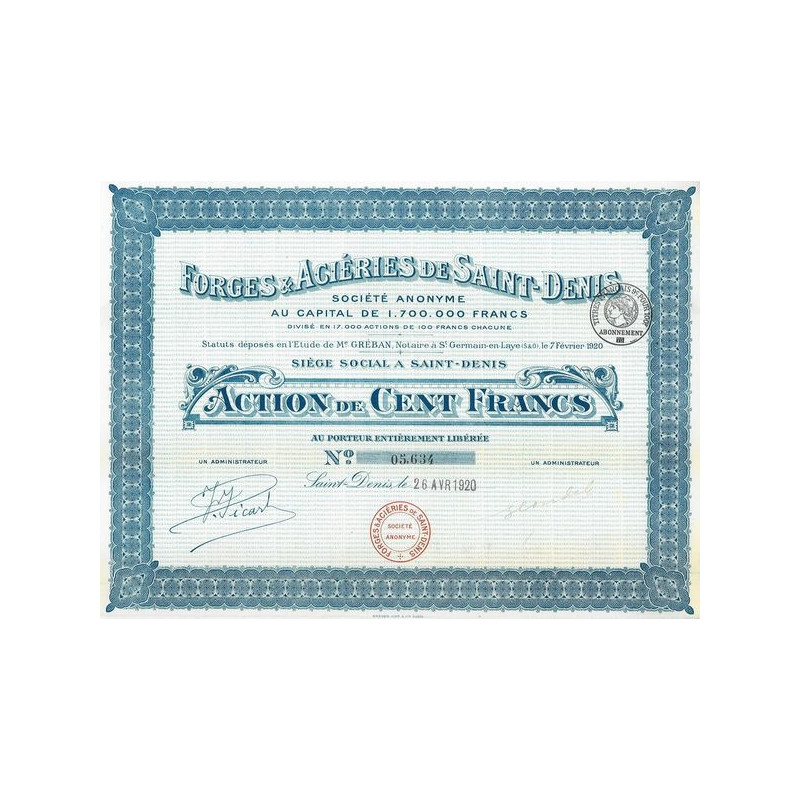 FORGES & ACIÉRIES DE SAINT-DENIS
SOCIÉTÉ ANONYME
AU CAPITAL DE 1.700.000 FRANCS
DIVISÉ EN 17.000 ACTIONS DE 100 FRANCS CHACUNE
Statuts déposés en l'Etude de Me GRÉBAN, Notaire à St Germain-en-Laye (S&O), le 7 Février 1920
ABONNEMENT
SIÈGE SOCIAL A SAINT-DENIS
ACTION DE CENT FRANCS
AU PORTEUR ENTIÈREMENT LIBÉRÉE
No 05.634
UN ADMINISTRATEUR
UN ADMINISTRATEUR
Saint-Denis, le 26 AVR 1920
Picart
FORGES & ACIÉRIES DE SAINT-DENIS
SOCIÉTÉ
ANONYME